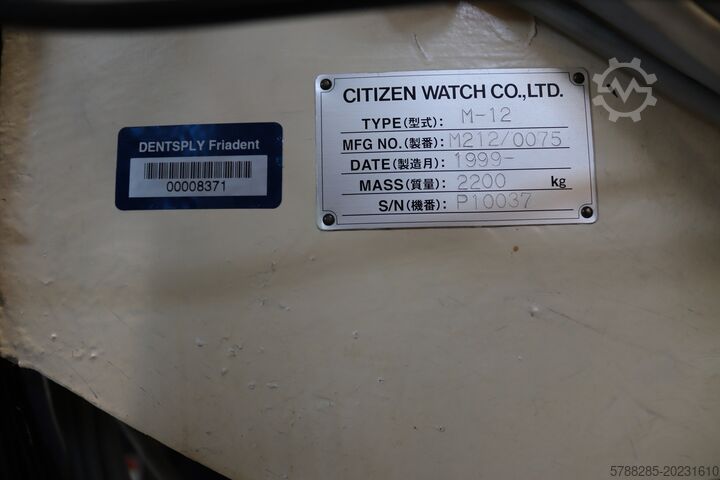 DENTSPLY Friadent
00008371
CITIZEN WATCH CO.,LTD.
TYPE(型式): M-12
MFG NO.(製番): M212/0075
DATE(製造月): 1999-
MASS(質量): 2200 kg
S/N(機番): P10037
5788285-20231610